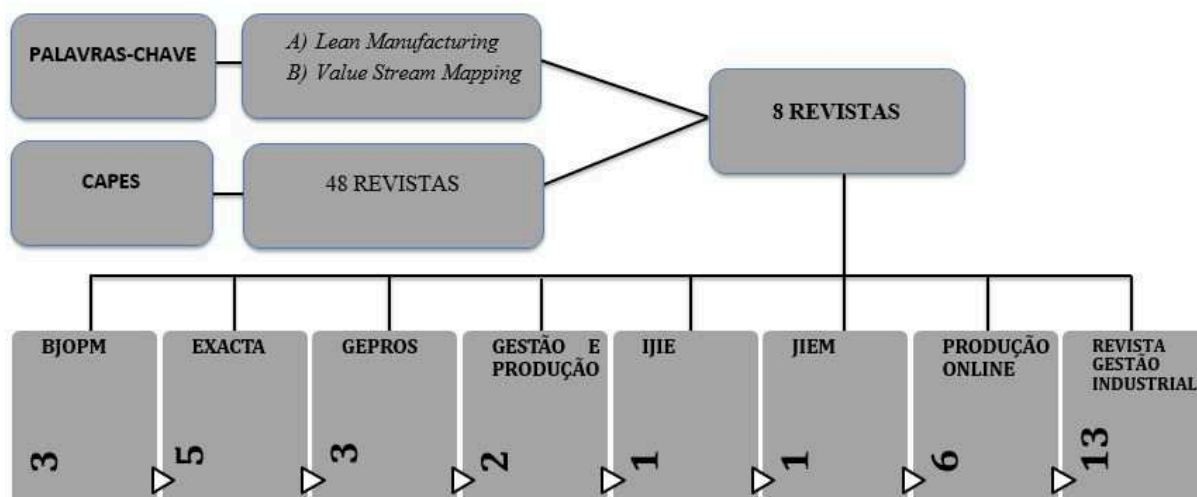 PALAVRAS-CHAVE
A) Lean Manufacturing
B) Value Stream Mapping
CAPES
48 REVISTAS
8 REVISTAS
BJOPM
3
EXACTA
5
GEPROS
3
GESTÃO E
PRODUÇÃO
2
IJIE
1
JIEM
1
PRODUÇÃO
ONLINE
6
REVISTA
GESTÃO
INDUSTRIAL
13